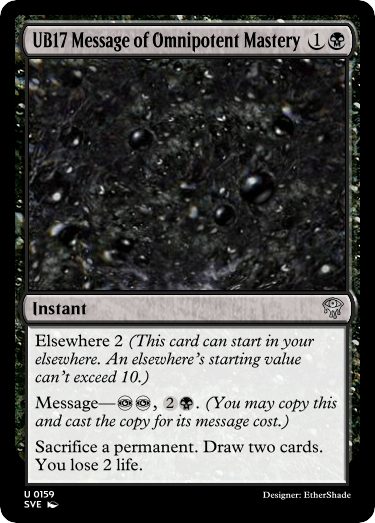 UB17 Message of Omnipotent Mastery 1
Instant
Elsewhere 2 (This card can start in your
elsewhere. An elsewhere's starting value
can't exceed 10.)
Message—, 2. (You may copy this
and cast the copy for its message cost.)
Sacrifice a permanent. Draw two cards.
You lose 2 life.
U 0159
SVE
Designer: EtherShade